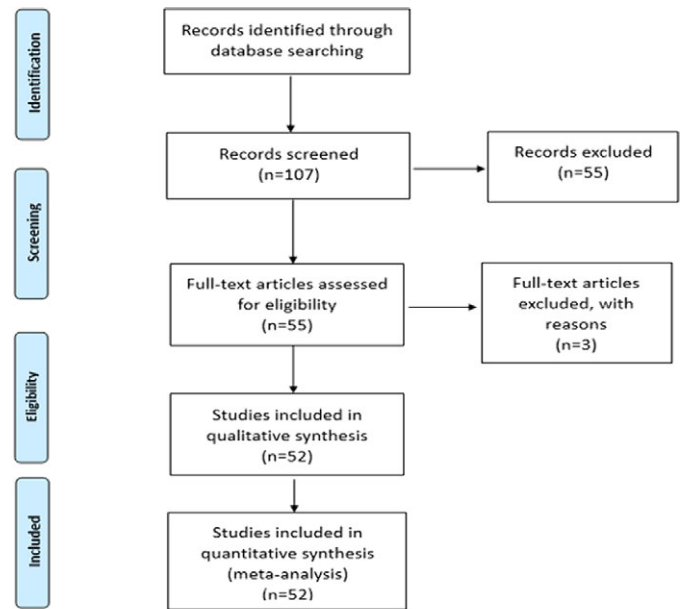 Identification
Records identified through
database searching
Records screened
(n=107)
Records excluded
(n=55)
Screening
Full-text articles assessed
for eligibility
(n=55)
Full-text articles
excluded, with
reasons
(n=3)
Eligibility
Studies included in
qualitative synthesis
(n=52)
Included
Studies included in
quantitative synthesis
(meta-analysis)
(n=52)